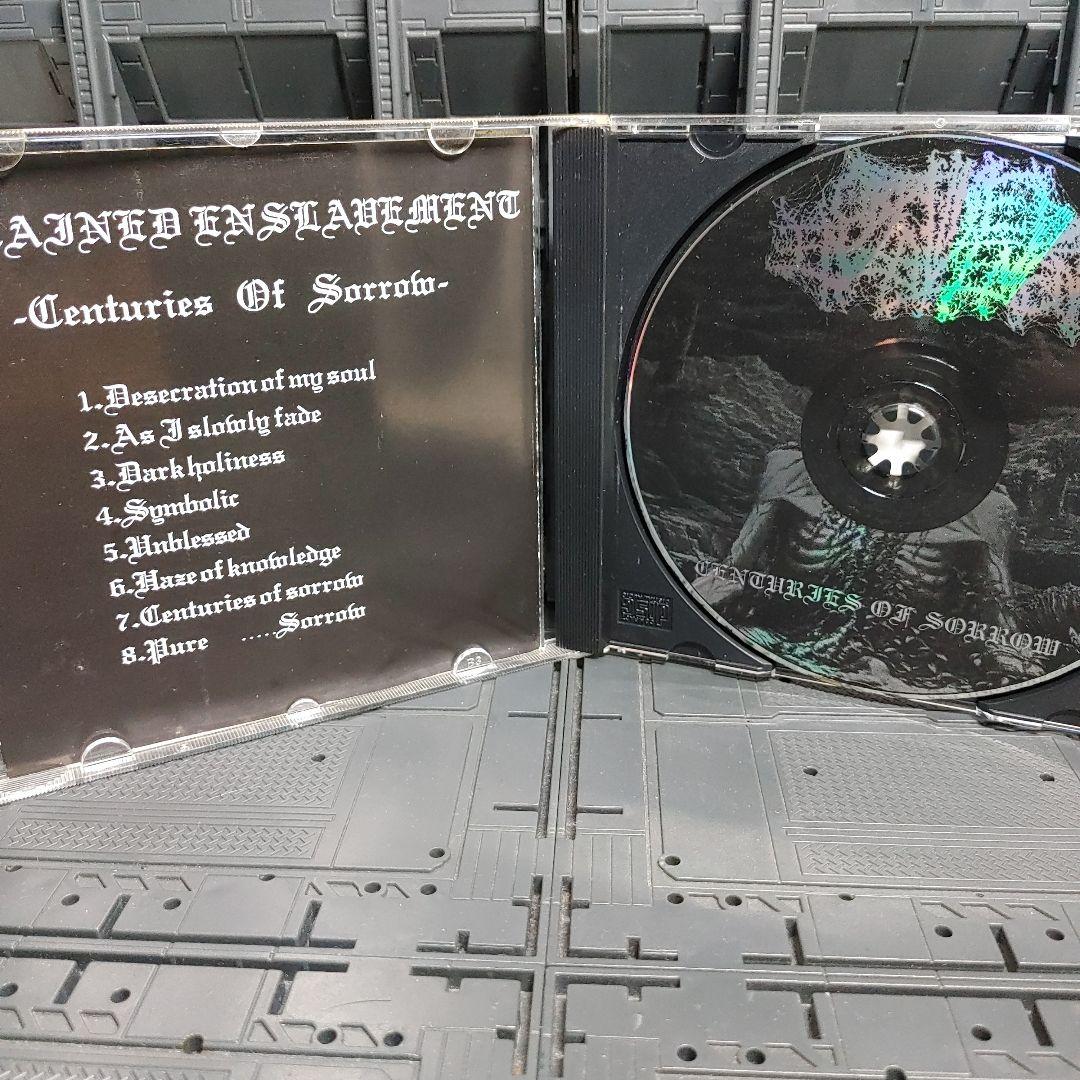 AINED ENSLAVEMENT
-Centuries Of Sorrow-
1.Desecration of my soul
2.As I slowly fade
3.Dark holiness
4.Symbolic
5.Unblessed
6.Haze of knowledge
7.Centuries of sorrow
8.Pure .....Sorrow
CENTURIES OF SORROW